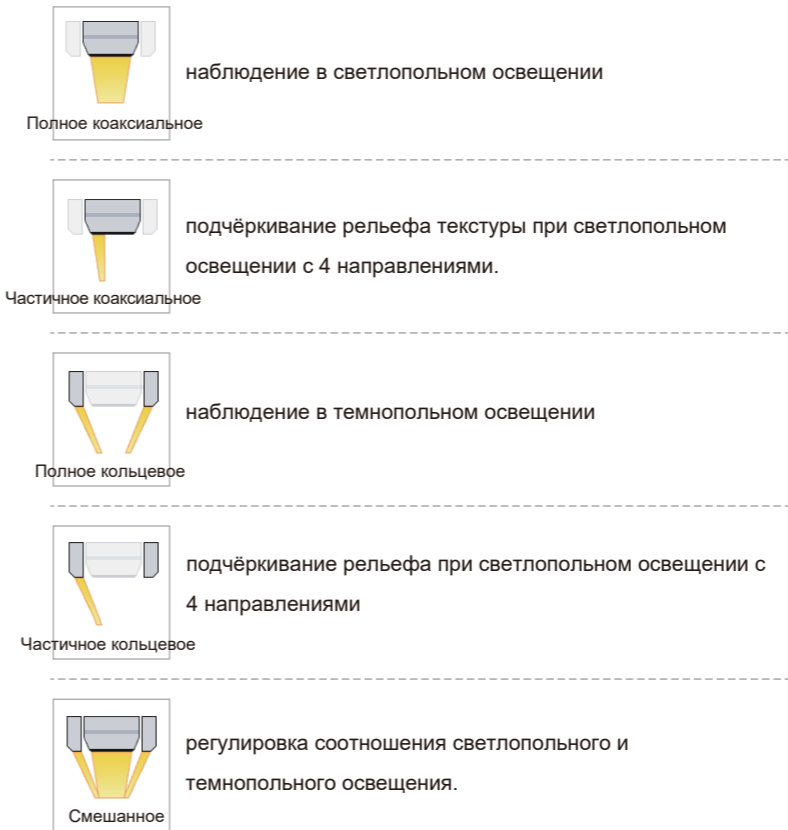 наблюдение в светлопольном освещении
Полное коаксиальное
подчёркивание рельефа текстуры при светлопольном
освещении с 4 направлениями.
Частичное коаксиальное
наблюдение в темнопольном освещении
Полное кольцевое
подчёркивание рельефа при светлопольном освещении с
4 направлениями
Частичное кольцевое
регулировка соотношения светлопольного и
темнопольного освещения.
Смешанное